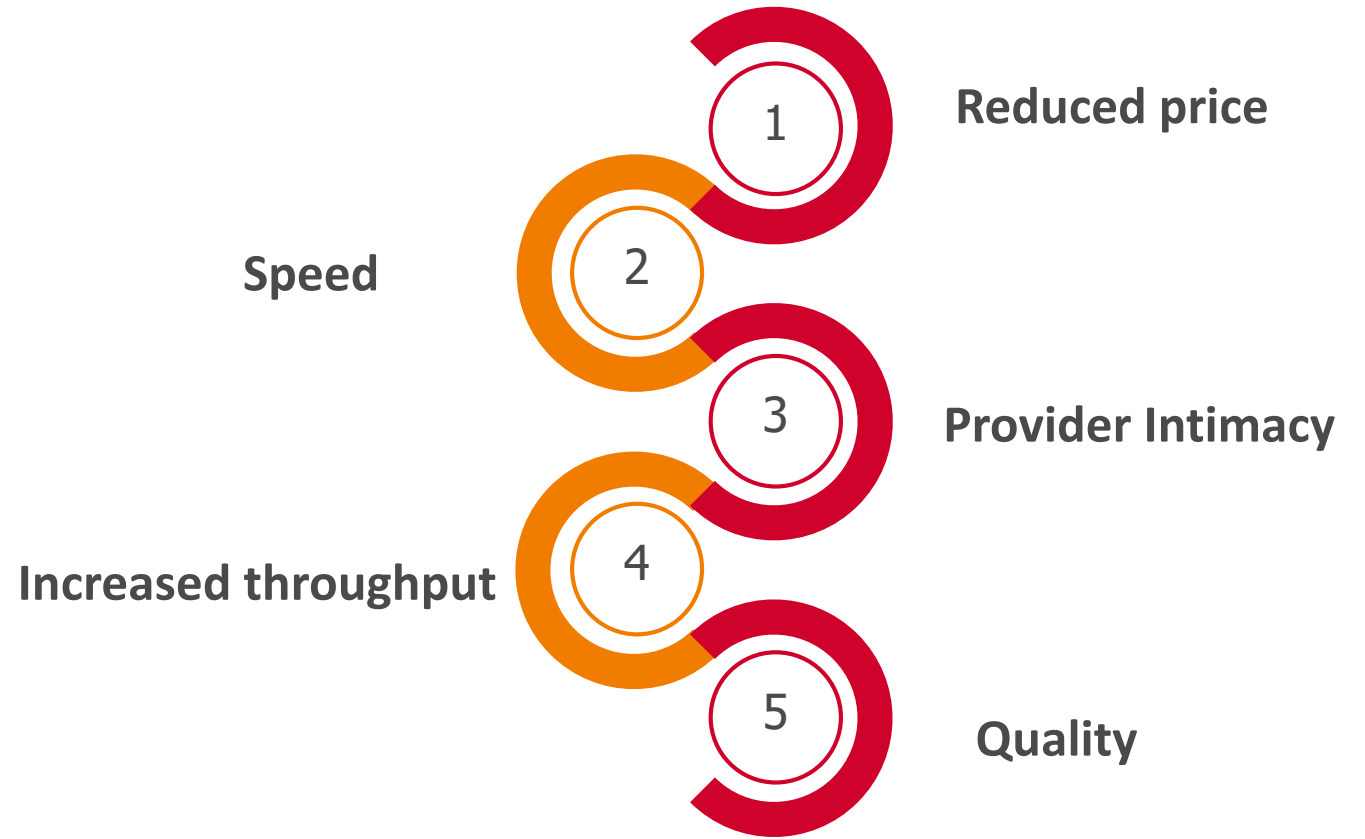 1
Reduced price
2
Speed
3
Provider Intimacy
4
Increased throughput
5
Quality